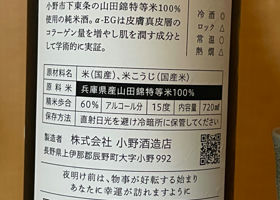 小野市下東条の山田錦特等米100%
使用の純米酒。α-EGは皮膚真皮層の
コラーゲン量を増やし肌を潤す成分と
して学術的に実証。
冷酒 ◎
ロック △
常温 ○
熱燗 △
原材料名 米(国産)、米こうじ(国産米)
原料米 兵庫県産山田錦特等米100%
精米歩合 60% アルコール分 15度 内容量 720ml
保存方法 直射日光を避け冷暗所に保管してください
製造者 株式会社 小野酒造店
長野県上伊那郡辰野町大字小野992
夜明け前は、物事が好転する始まり
あなたに幸運が訪れますように